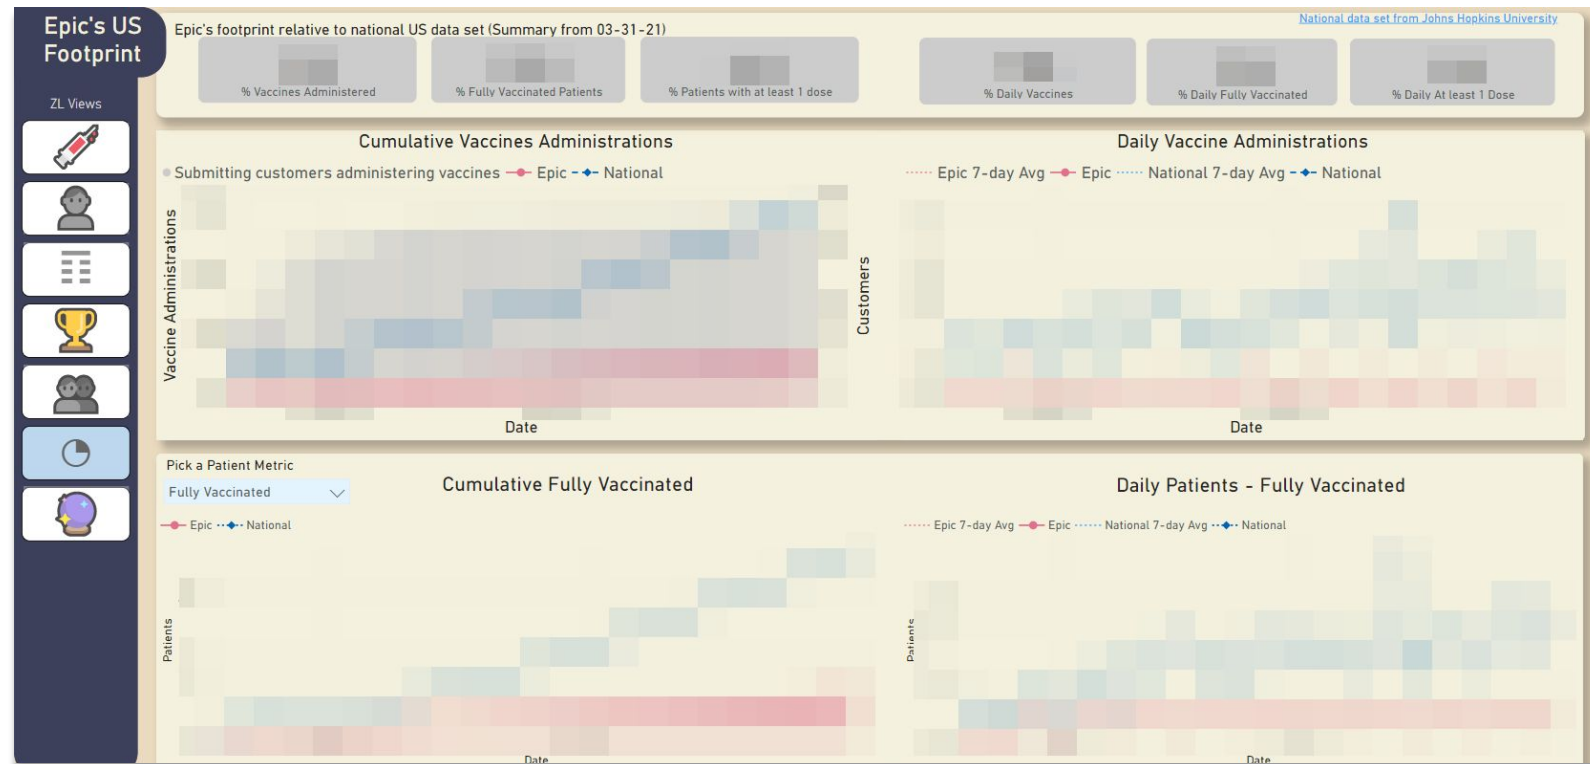 Epic's US
Footprint
ZL Views
Epic's footprint relative to national US data set (Summary from 03-31-21)
National data set from Johns Hopkins University
% Vaccines Administered
% Fully Vaccinated Patients
% Patients with at least 1 dose
% Daily Vaccines
% Daily Fully Vaccinated
% Daily At least 1 Dose
Cumulative Vaccines Administrations
Submitting customers administering vaccines Epic National
Vaccine Administrations
Customers
Date
Daily Vaccine Administrations
Epic 7-day Avg Epic National 7-day Avg National
Date
Pick a Patient Metric
Fully Vaccinated
Cumulative Fully Vaccinated
Epic National
Patients
Date
Daily Patients - Fully Vaccinated
Epic 7-day Avg Epic National 7-day Avg National
Patients
Date